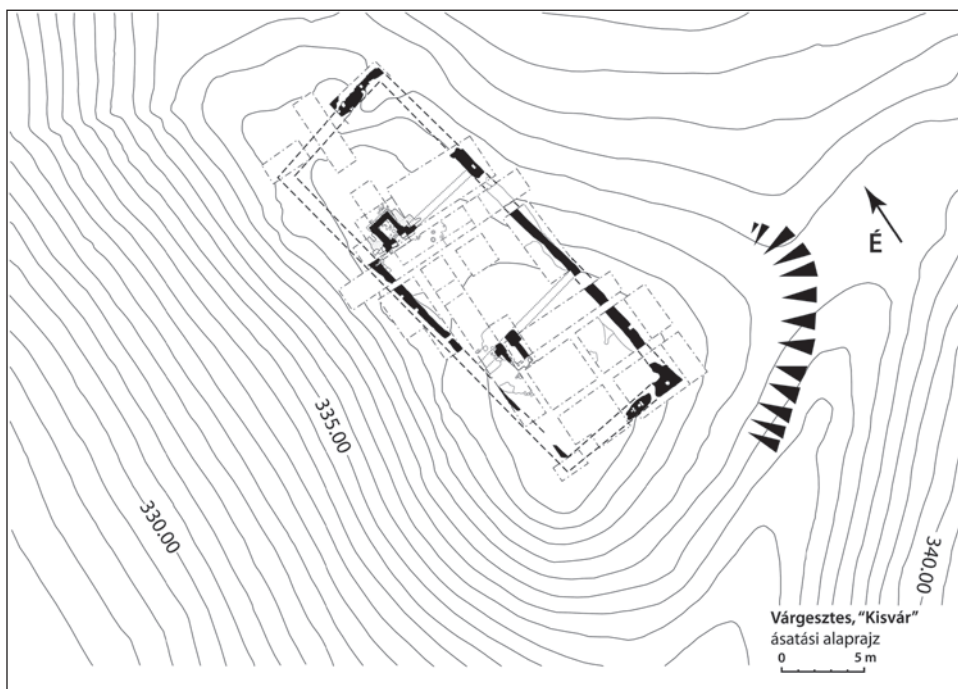 É
335.00
330.00
340.00
Várgesztes, "Kisvár"
ásatási alaprajz
0 5 m